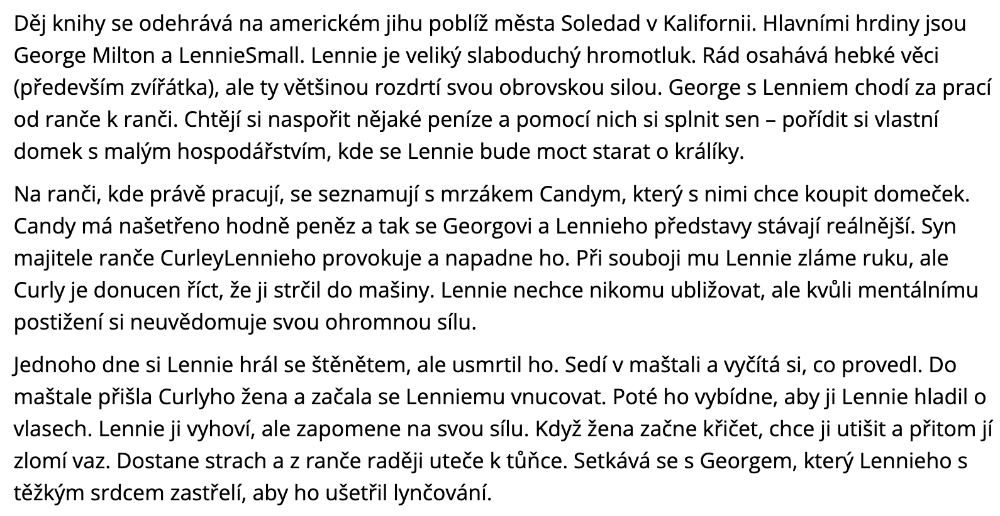 Děj knihy se odehrává na americkém jihu poblíž města Soledad v Kalifornii. Hlavními hrdiny jsou
George Milton a LennieSmall. Lennie je veliký slaboduchý hromotluk. Rád osahává hebké věci
(především zvířátka), ale ty většinou rozdrtí svou obrovskou silou. George s Lenniem chodí za prací
od ranče k ranči. Chtějí si naspořit nějaké peníze a pomocí nich si splnit sen – pořídit si vlastní
domek s malým hospodářstvím, kde se Lennie bude moct starat o králíky.
Na ranči, kde právě pracují, se seznamují s mrzákem Candym, který s nimi chce koupit domeček.
Candy má našetřeno hodně peněz a tak se Georgovi a Lennieho představy stávají reálnější. Syn
majitele ranče CurleyLennieho provokuje a napadne ho. Při souboji mu Lennie zláme ruku, ale
Curly je donucen říct, že ji strčil do mašiny. Lennie nechce nikomu ubližovat, ale kvůli mentálnímu
postižení si neuvědomuje svou ohromnou sílu.
Jednoho dne si Lennie hrál se štěnětem, ale usmrtil ho. Sedí v maštali a vyčítá si, co provedl. Do
maštale přišla Curlyho žena a začala se Lenniemu vnucovat. Poté ho vybídne, aby ji Lennie hladil o
vlasech. Lennie ji vyhoví, ale zapomene na svou sílu. Když žena začne křičet, chce ji utišit a přitom jí
zlomí vaz. Dostane strach a z ranče raději uteče k tůňce. Setkává se s Georgem, který Lennieho s
těžkým srdcem zastřelí, aby ho ušetřil lynčování.